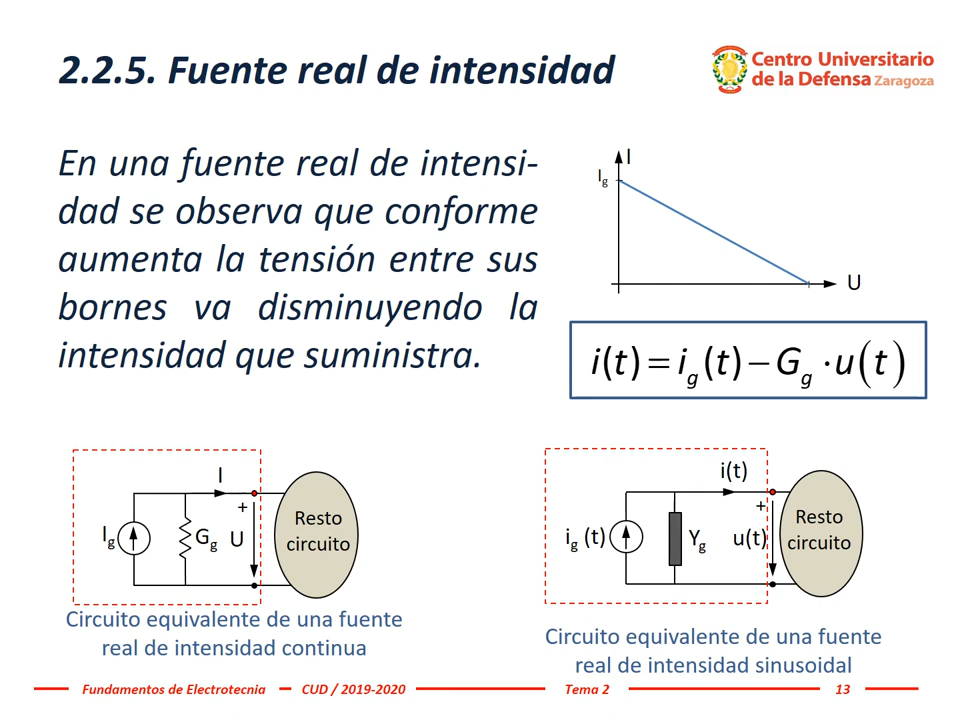 2.2.5. Fuente real de intensidad
Centro Universitario
de la Defensa Zaragoza
En una fuente real de intensi-
dad se observa que conforme
aumenta la tensión entre sus
bornes va disminuyendo la
intensidad que suministra.
I
Ig
U
i(t) = ig(t) − Gg · u(t)
I
+
Ig
Gg
U
Resto
circuito
Circuito equivalente de una fuente
real de intensidad continua
i(t)
+
ig (t)
Yg
u(t)
Resto
circuito
Circuito equivalente de una fuente
real de intensidad sinusoidal
Fundamentos de Electrotecnia CUD / 2019-2020 Tema 2 13